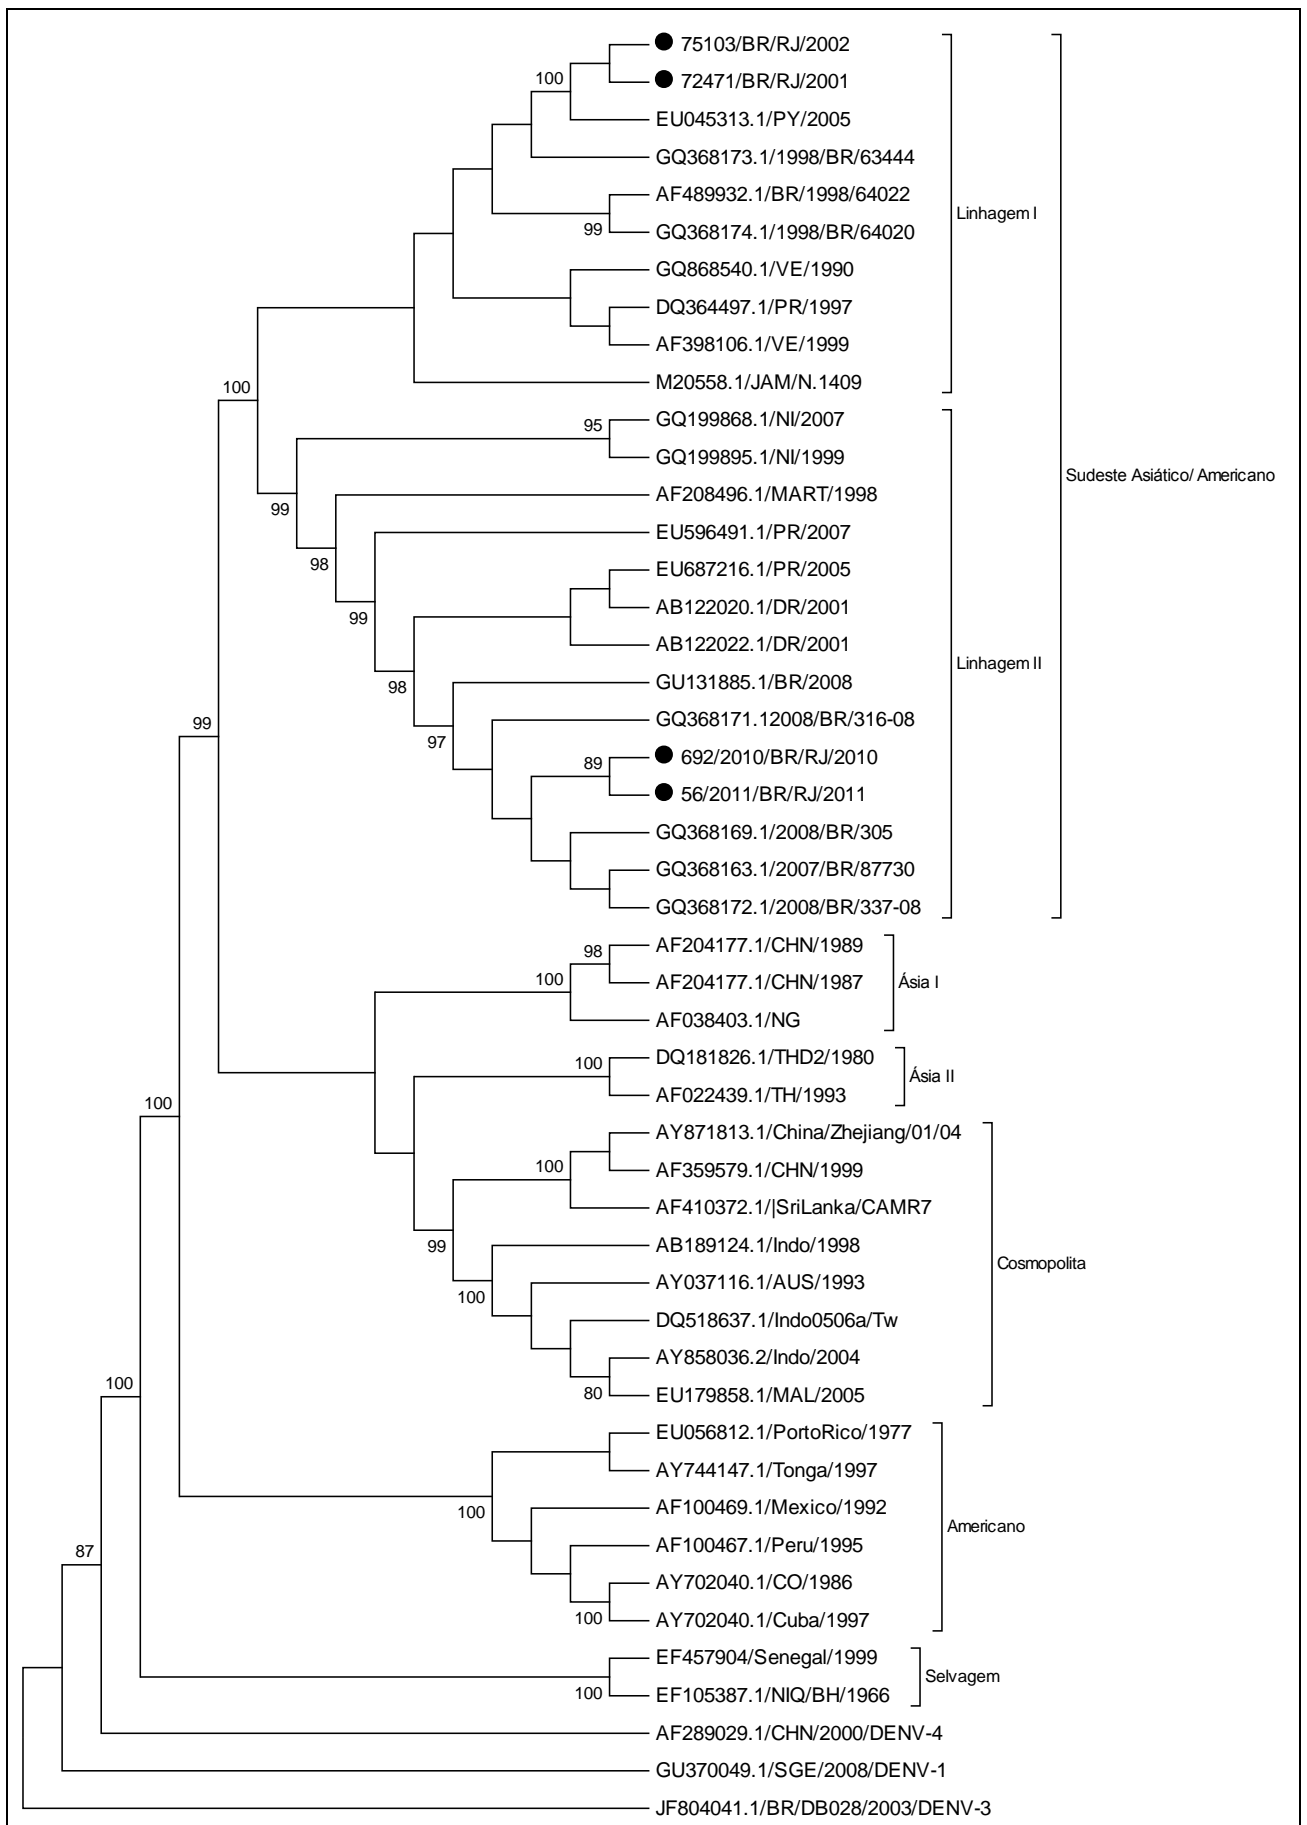 75103/BR/RJ/2002
72471/BR/RJ/2001
100
EU045313.1/PY/2005
GQ368173.1/1998/BR/63444
AF489932.1/BR/1998/64022
Linhagem I
99
GQ368174.1/1998/BR/64020
GQ868540.1/VE/1990
DQ364497.1/PR/1997
AF398106.1/VE/1999
M20558.1/JAM/N.1409
100
GQ199868.1/NI/2007
95
GQ199895.1/NI/1999
Sudeste Asiático/ Americano
AF208496.1/MART/1998
99
EU596491.1/PR/2007
98
EU687216.1/PR/2005
AB122020.1/DR/2001
99
AB122022.1/DR/2001
Linhagem II
GU131885.1/BR/2008
98
GQ368171.12008/BR/316-08
99
97
692/2010/BR/RJ/2010
89
56/2011/BR/RJ/2011
GQ368169.1/2008/BR/305
GQ368163.1/2007/BR/87730
GQ368172.1/2008/BR/337-08
AF204177.1/CHN/1989
98
100
AF204177.1/CHN/1987
Ásia I
AF038403.1/NG
DQ181826.1/THD2/1980
100
Ásia II
AF022439.1/TH/1993
100
AY871813.1/China/Zhejiang/01/04
100
AF359579.1/CHN/1999
AF410372.1/|SriLanka/CAMR7
99
AB189124.1/Indo/1998
Cosmopolita
AY037116.1/AUS/1993
100
DQ518637.1/Indo0506a/Tw
AY858036.2/Indo/2004
100
80
EU179858.1/MAL/2005
EU056812.1/PortoRico/1977
AY744147.1/Tonga/1997
100
AF100469.1/Mexico/1992
Americano
AF100467.1/Peru/1995
87
AY702040.1/CO/1986
100
AY702040.1/Cuba/1997
EF457904/Senegal/1999
Selvagem
100
EF105387.1/NIQ/BH/1966
AF289029.1/CHN/2000/DENV-4
GU370049.1/SGE/2008/DENV-1
JF804041.1/BR/DB028/2003/DENV-3